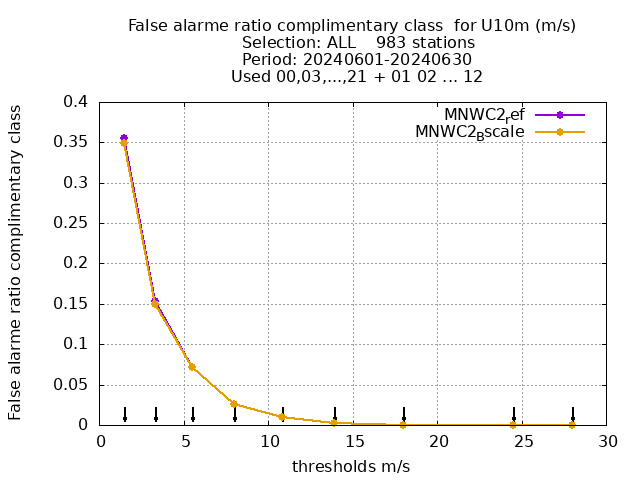 False alarme ratio complimentary class  for U10m (m/s)
Selection: ALL    983 stations
Period: 20240601-20240630
Used 00,03,...,21 + 01 02 ... 12
MNWC2ref
MNWC2Bscale
False alarme ratio complimentary class
0.4
0.35
0.3
0.25
0.2
0.15
0.1
0.05
0
0 5 10 15 20 25 30
thresholds m/s